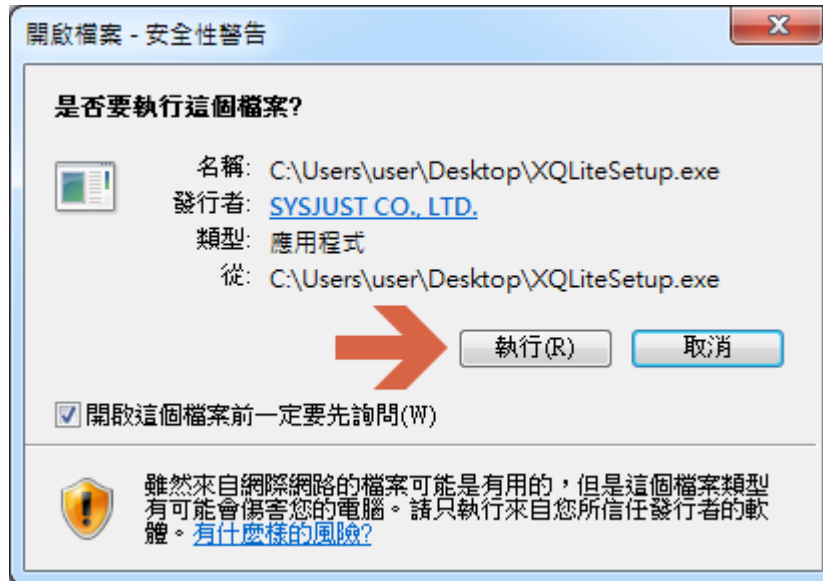 開啟檔案 - 安全性警告
是否要執行這個檔案?
名稱: C:\Users\user\Desktop\XQLiteSetup.exe
發行者: SYSJUST CO., LTD.
類型: 應用程式
從: C:\Users\user\Desktop\XQLiteSetup.exe
執行(R) 取消
開啟這個檔案前一定要先詢問(W)
雖然來自網際網路的檔案可能是有用的，但是這個檔案類型
有可能會傷害您的電腦。請只執行來自您所信任發行者的軟
體。有什麼樣的風險?